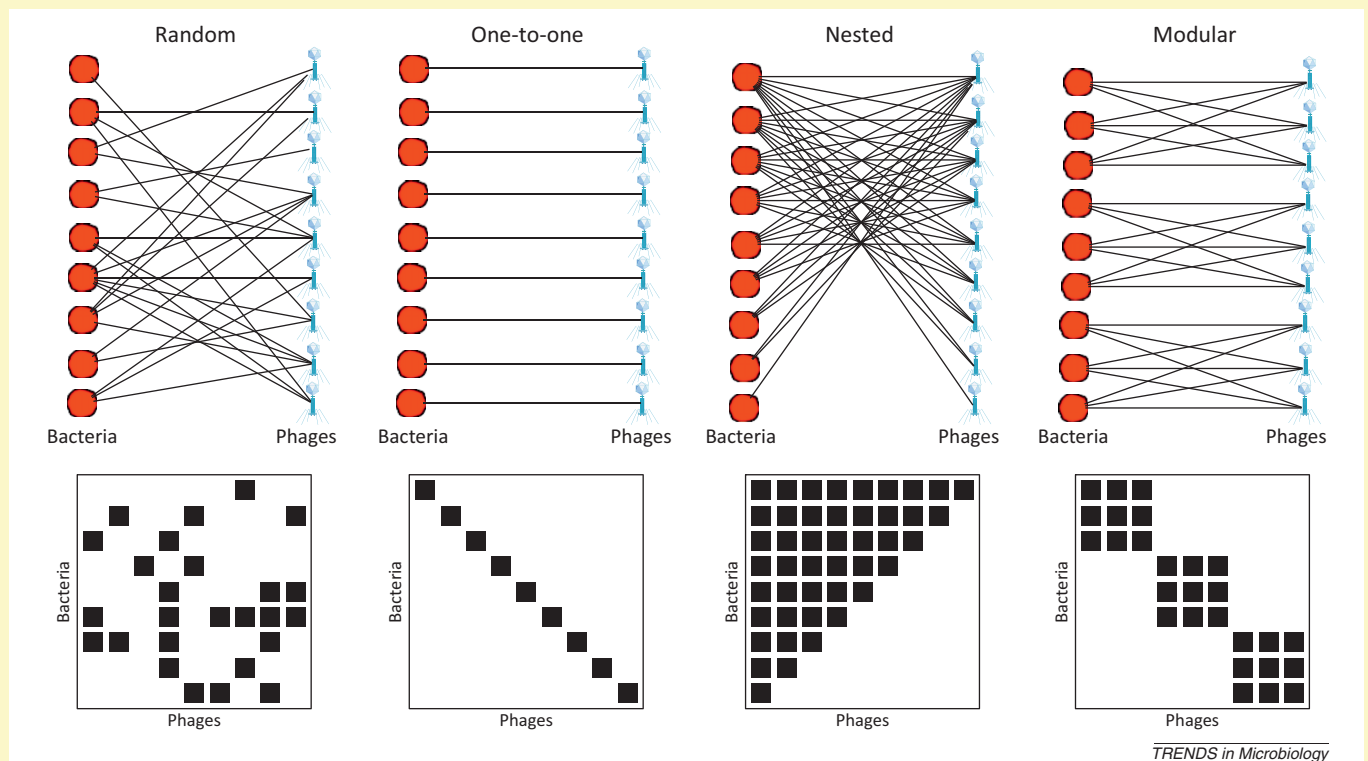 Random One-to-one Nested Modular
Bacteria Phages Bacteria Phages Bacteria Phages Bacteria Phages
Bacteria Bacteria Bacteria Bacteria
Phages Phages Phages Phages
TRENDS in Microbiology